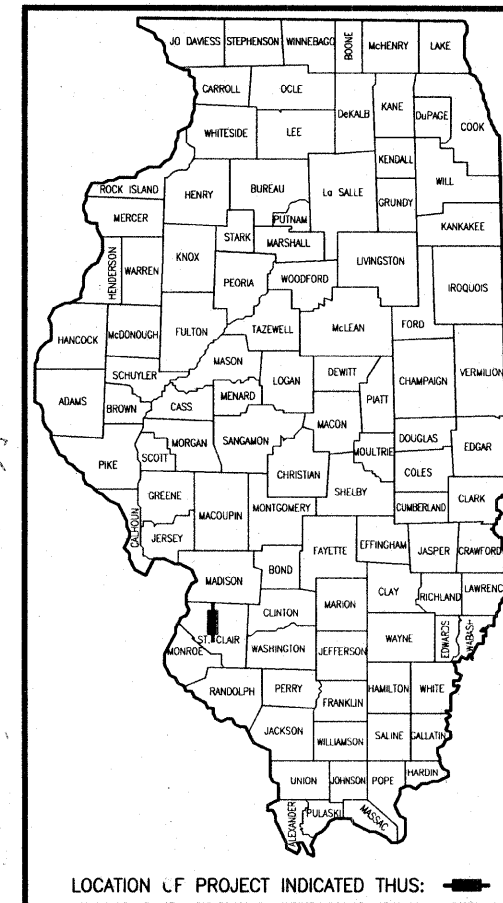 JO DAVIESS STEPHENSON WINNEBAGO BOONE McHENRY LAKE
CARROLL OGLE DeKALB KANE DuPAGE COOK
WHITESIDE LEE
KENDALL
ROCK ISLAND HENRY BUREAU La SALLE GRUNDY WILL
MERCER PUTNAM
KANKAKEE
HENDERSON WARREN KNOX STARK MARSHALL LIVINGSTON
PEORIA WOODFORD IROQUOIS
HANCOCK McDONOUGH FULTON TAZEWELL McLEAN FORD
MASON
SCHUYLER LOGAN DEWITT CHAMPAIGN VERMILION
ADAMS BROWN CASS MENARD PIATT
MACON
MORGAN SANGAMON MOULTRIE DOUGLAS EDGAR
PIKE SCOTT CHRISTIAN COLES
SHELBY
GREENE MACOUPIN MONTGOMERY CUMBERLAND CLARK
CALHOUN JERSEY FAYETTE EFFINGHAM JASPER CRAWFORD
MADISON BOND
CLAY RICHLAND LAWRENC
CLINTON MARION
ST. CLAIR WAYNE EDWARDS WABASH
MONROE WASHINGTON JEFFERSON
RANDOLPH PERRY HAMILTON WHITE
FRANKLIN
JACKSON WILLIAMSON SALINE GALLATIN
UNION JOHNSON POPE HARDIN
ALEXANDER PULASKI MASSAC
LOCATION OF PROJECT INDICATED THUS: